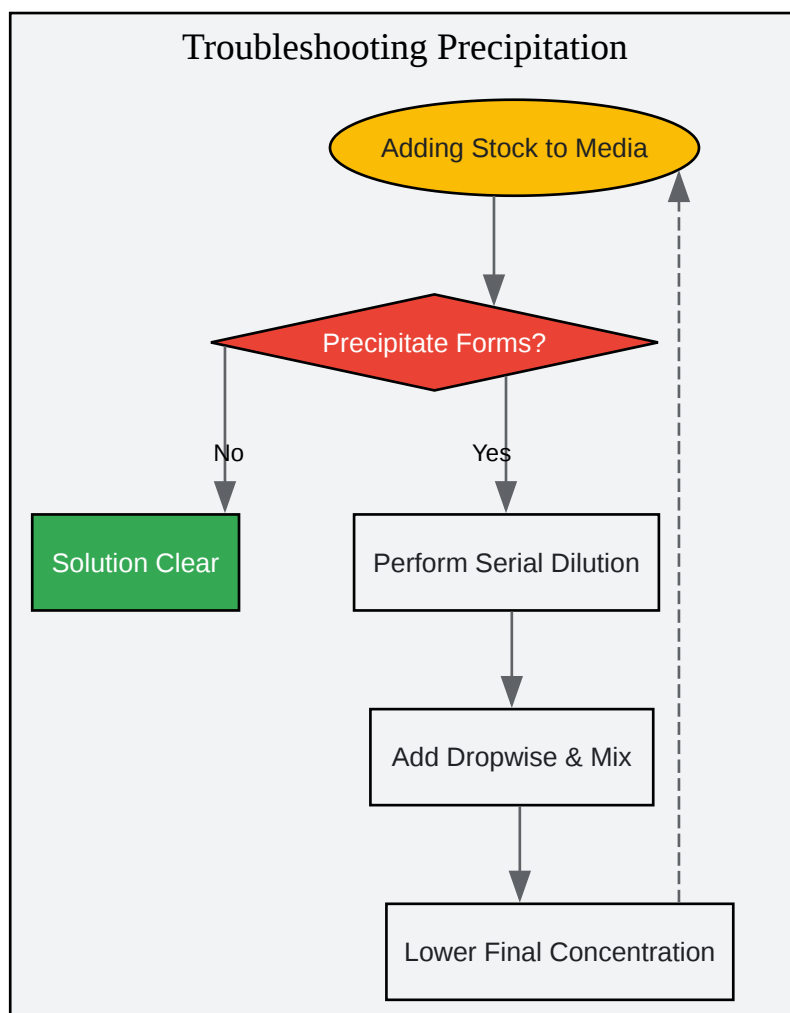 Troubleshooting Precipitation
Adding Stock to Media
Precipitate Forms?
No
Yes
Solution Clear
Perform Serial Dilution
Add Dropwise & Mix
Lower Final Concentration